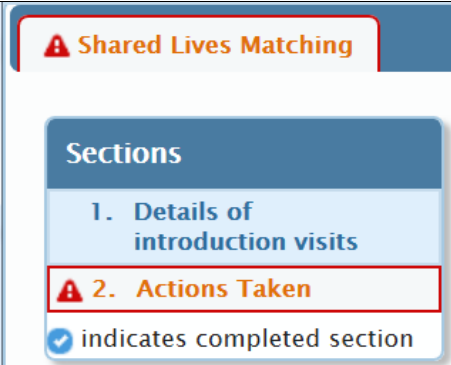 Shared Lives Matching
Sections
1. Details of
introduction visits
2. Actions Taken
indicates completed section